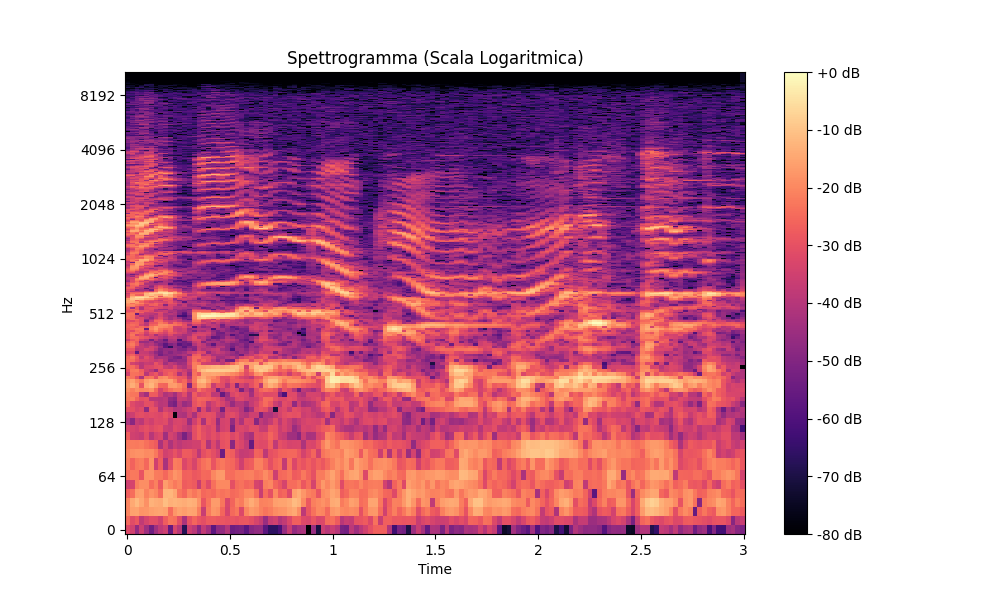 Spettrogramma (Scala Logaritmica)
Hz
8192
4096
2048
1024
512
256
128
64
0
0
0.5
1
1.5
2
2.5
3
Time
+0 dB
-10 dB
-20 dB
-30 dB
-40 dB
-50 dB
-60 dB
-70 dB
-80 dB